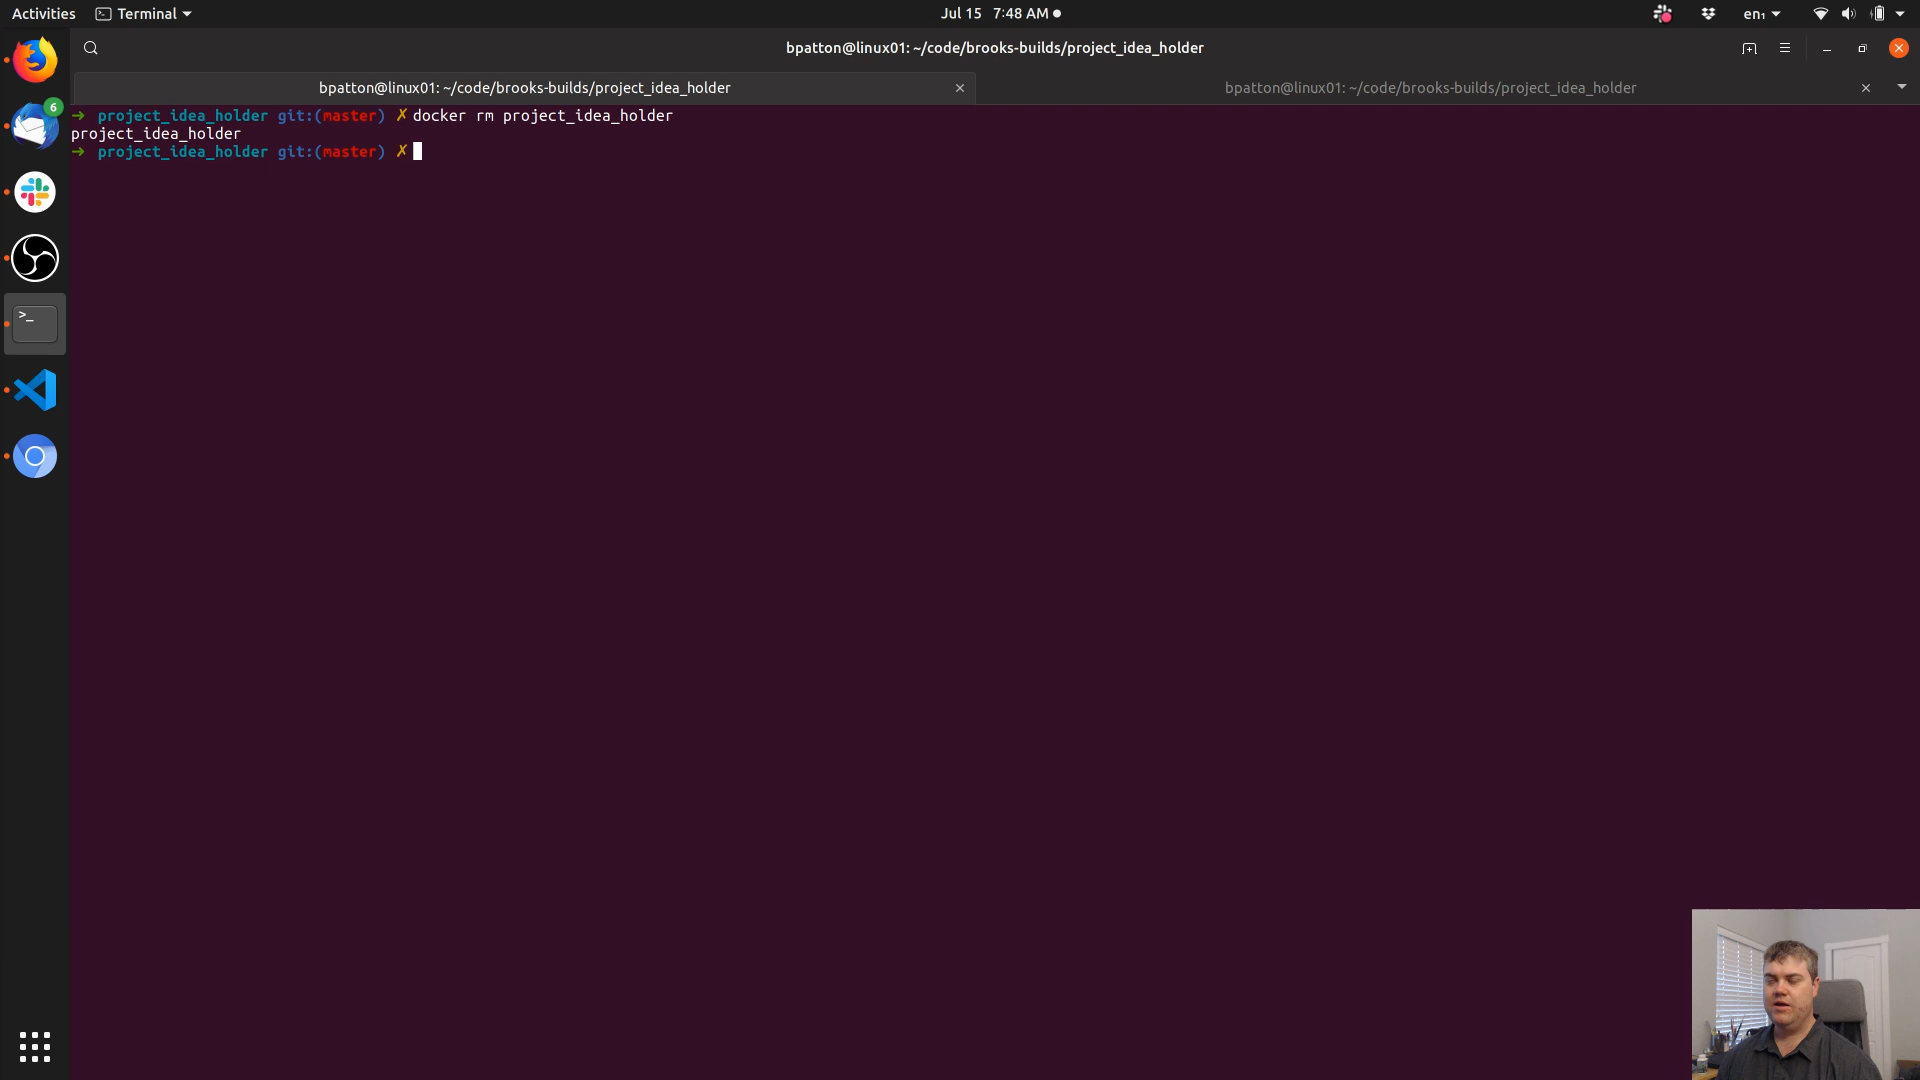 Activities Terminal Jul 15 7:48 AM en₁
bpatton@linux01: ~/code/brooks-builds/project_idea_holder
bpatton@linux01: ~/code/brooks-builds/project_idea_holder bpatton@linux01: ~/code/brooks-builds/project_idea_holder
6
➜ project_idea_holder git:(master) ✗ docker rm project_idea_holder
project_idea_holder
➜ project_idea_holder git:(master) ✗
>_